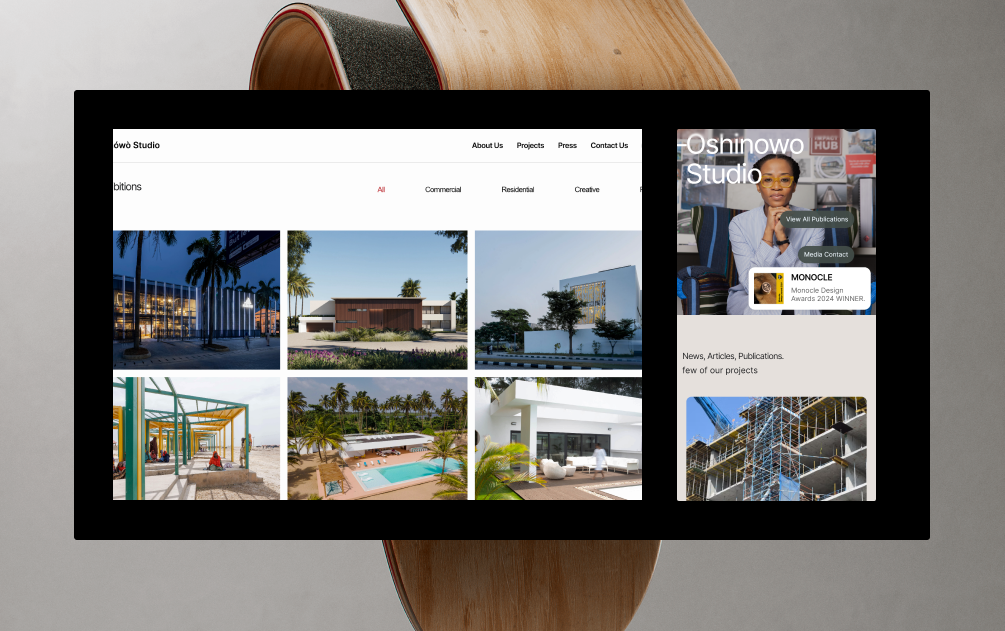 ówò Studio
About Us Projects Press Contact Us
bitions
All Commercial Residential Creative
Oshinowo
Studio
IMPACT
HUB
View All Publications
Media Contact
MONOCLE
Monocle Design
Awards 2024 WINNER.
News, Articles, Publications.
few of our projects